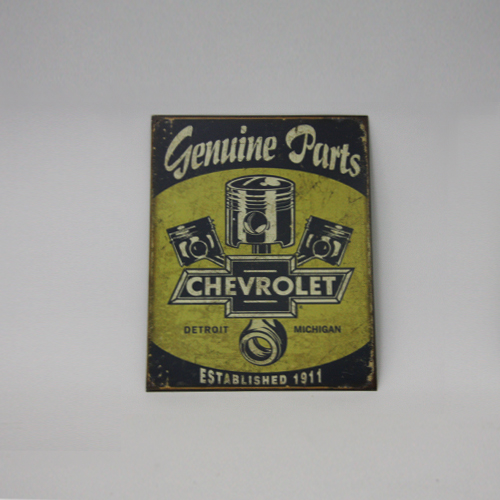 Genuine Parts
CHEVROLET
DETROIT MICHIGAN
ESTABLISHED 1911